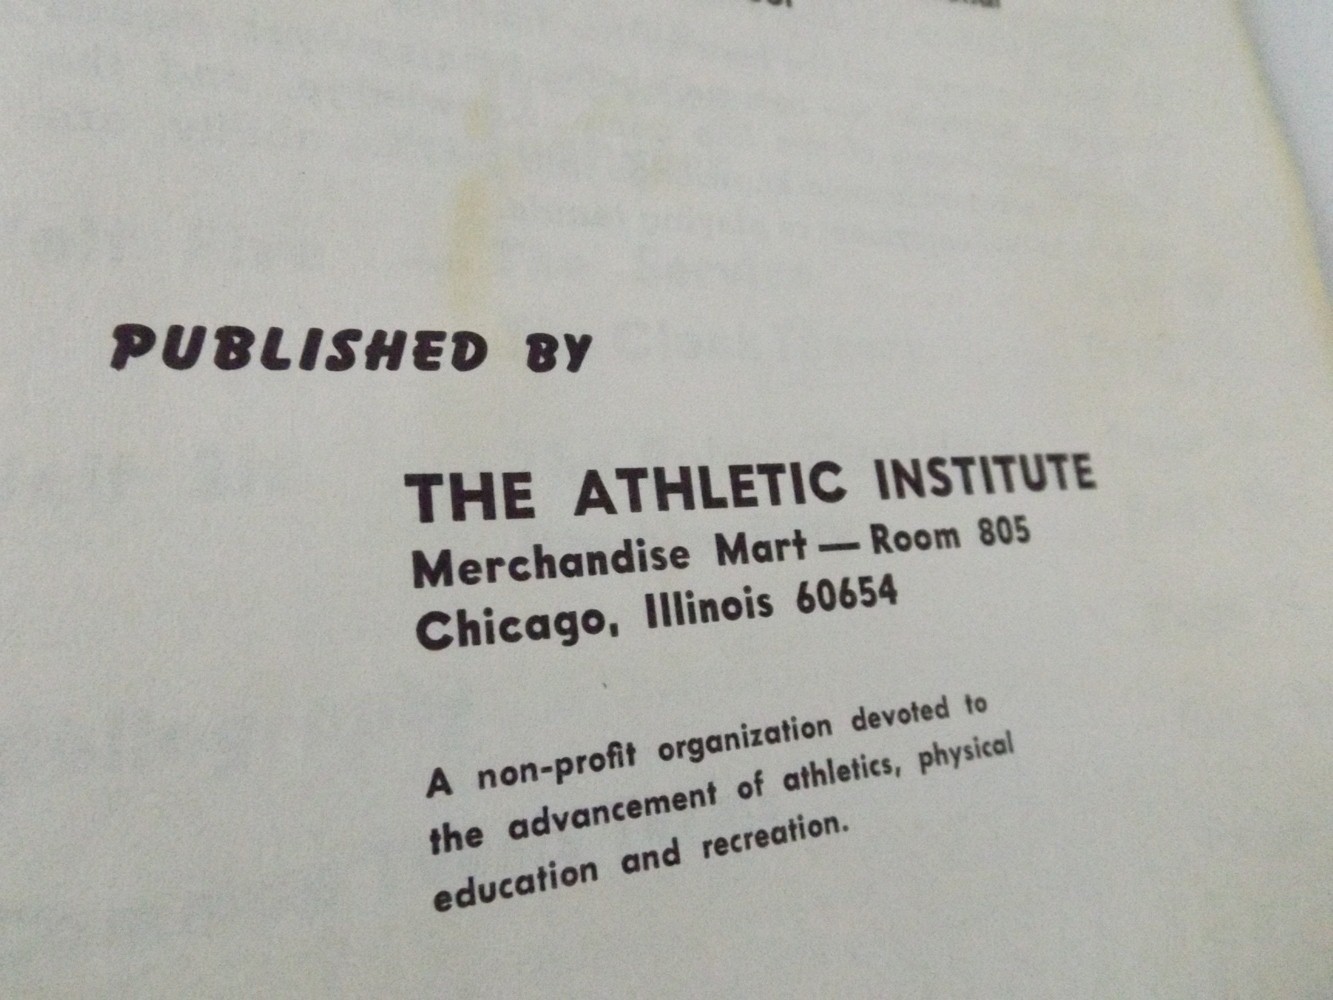 PUBLISHED BY
THE ATHLETIC INSTITUTE
Merchandise Mart — Room 805
Chicago, Illinois 60654
A non-profit organization devoted to
the advancement of athletics, physical
education and recreation.